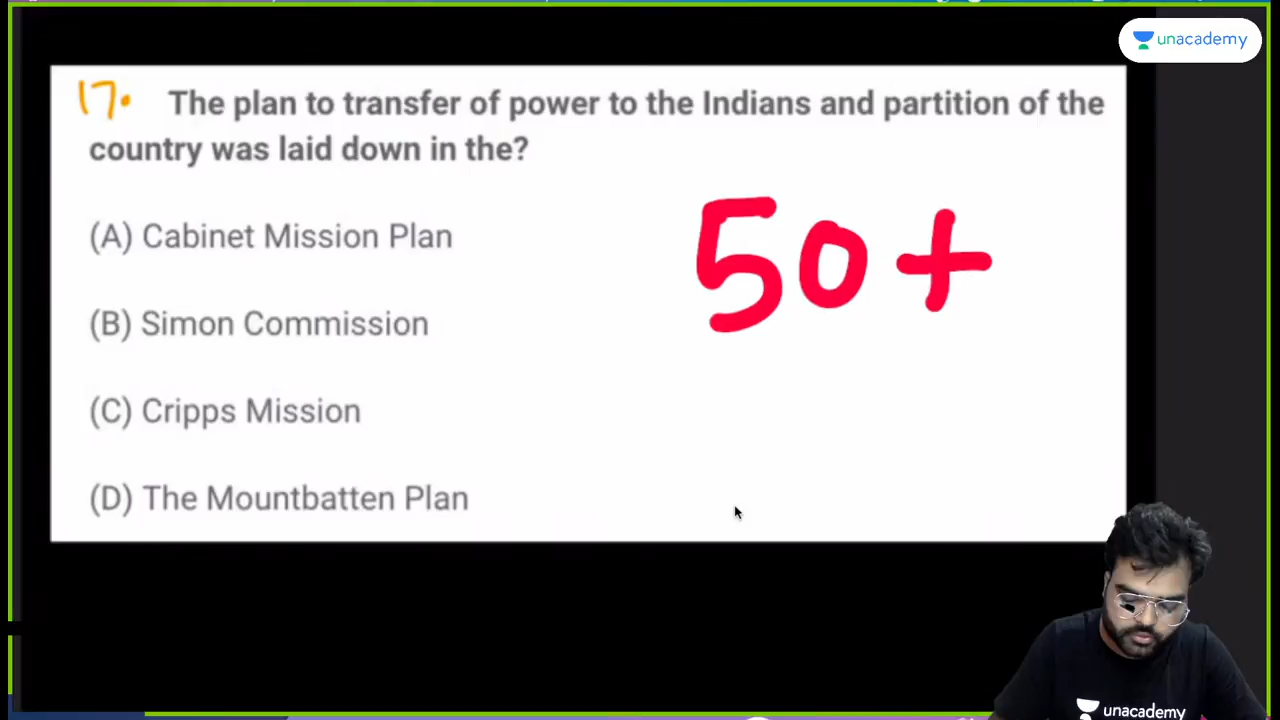 unacademy
17. The plan to transfer of power to the Indians and partition of the
country was laid down in the?
50+
(A) Cabinet Mission Plan
(B) Simon Commission
(C) Cripps Mission
(D) The Mountbatten Plan
unacademy